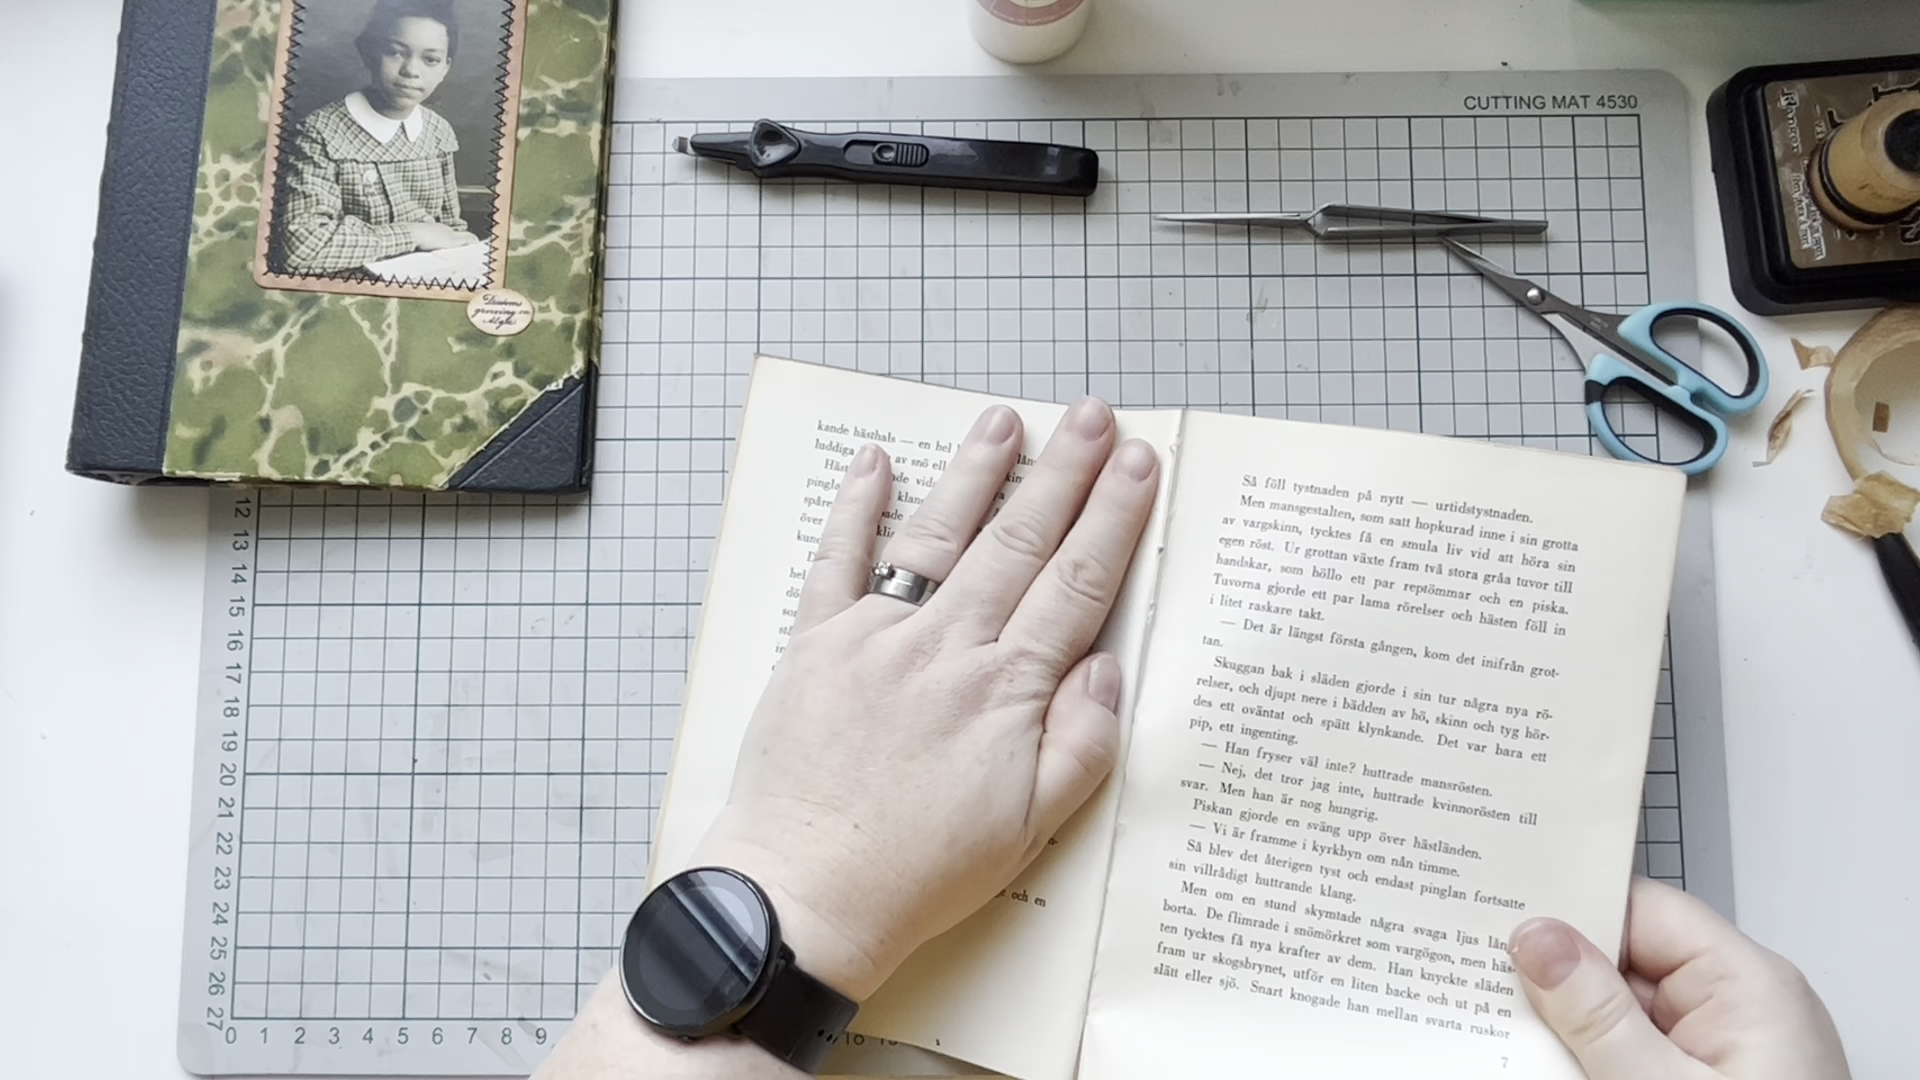 CUTTING MAT 4530
kande hästhals — en hel
luddiga av snö
över
kunde
och en
Så föll tystnaden på nytt — urtidstystnaden.
Men mansgestalten, som satt hopkurad inne i sin grotta
av vargskinn, tycktes få en smula liv vid att höra sin
egen röst. Ur grottan växte fram två stora gråa tuvor till
handskar, som höllo ett par reptömmar och en piska.
Tuvorna gjorde ett par lama rörelser och hästen föll in
i litet raskare takt.
— Det är längst första gången, kom det inifrån grot-
tan.
Skuggan bak i släden gjorde i sin tur några nya rö-
relser, och djupt nere i bädden av hö, skinn och tyg hör-
des ett oväntat och spätt klynkande. Det var bara ett
pip, ett ingenting.
— Han fryser väl inte? huttrade mansrösten.
— Nej, det tror jag inte, huttrade kvinnorösten till
svar. Men han är nog hungrig.
Piskan gjorde en sväng upp över hästländen.
— Vi är framme i kyrkbyn om nån timme.
Så blev det återigen tyst och endast pinglan fortsatte
sin villrådigt huttrande klang.
Men om en stund skymtade några svaga ljus lån
borta. De flimrade i snömörkret som vargögon, men häs-
ten tycktes få nya krafter av dem. Han knyckte släden
fram ur skogsbrynet, utför en liten backe och ut på en
slätt eller sjö. Snart knogade han mellan svarta ruskor
7
12
13
14
15
16
17
18
19
20
21
22
23
24
25
26
27
0 1 2 3 4 5 6 7 8 9